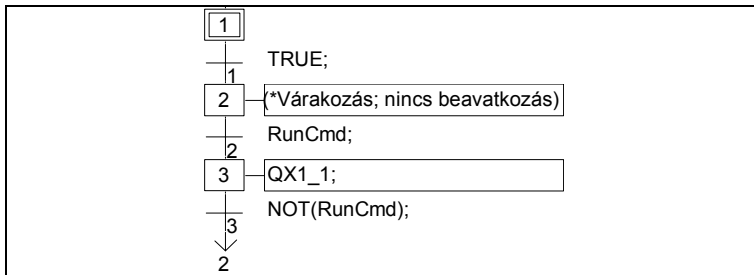 1
TRUE;
1
2 (*Várakozás; nincs beavatkozás)
RunCmd;
2
3 QX1_1;
NOT(RunCmd);
3
2